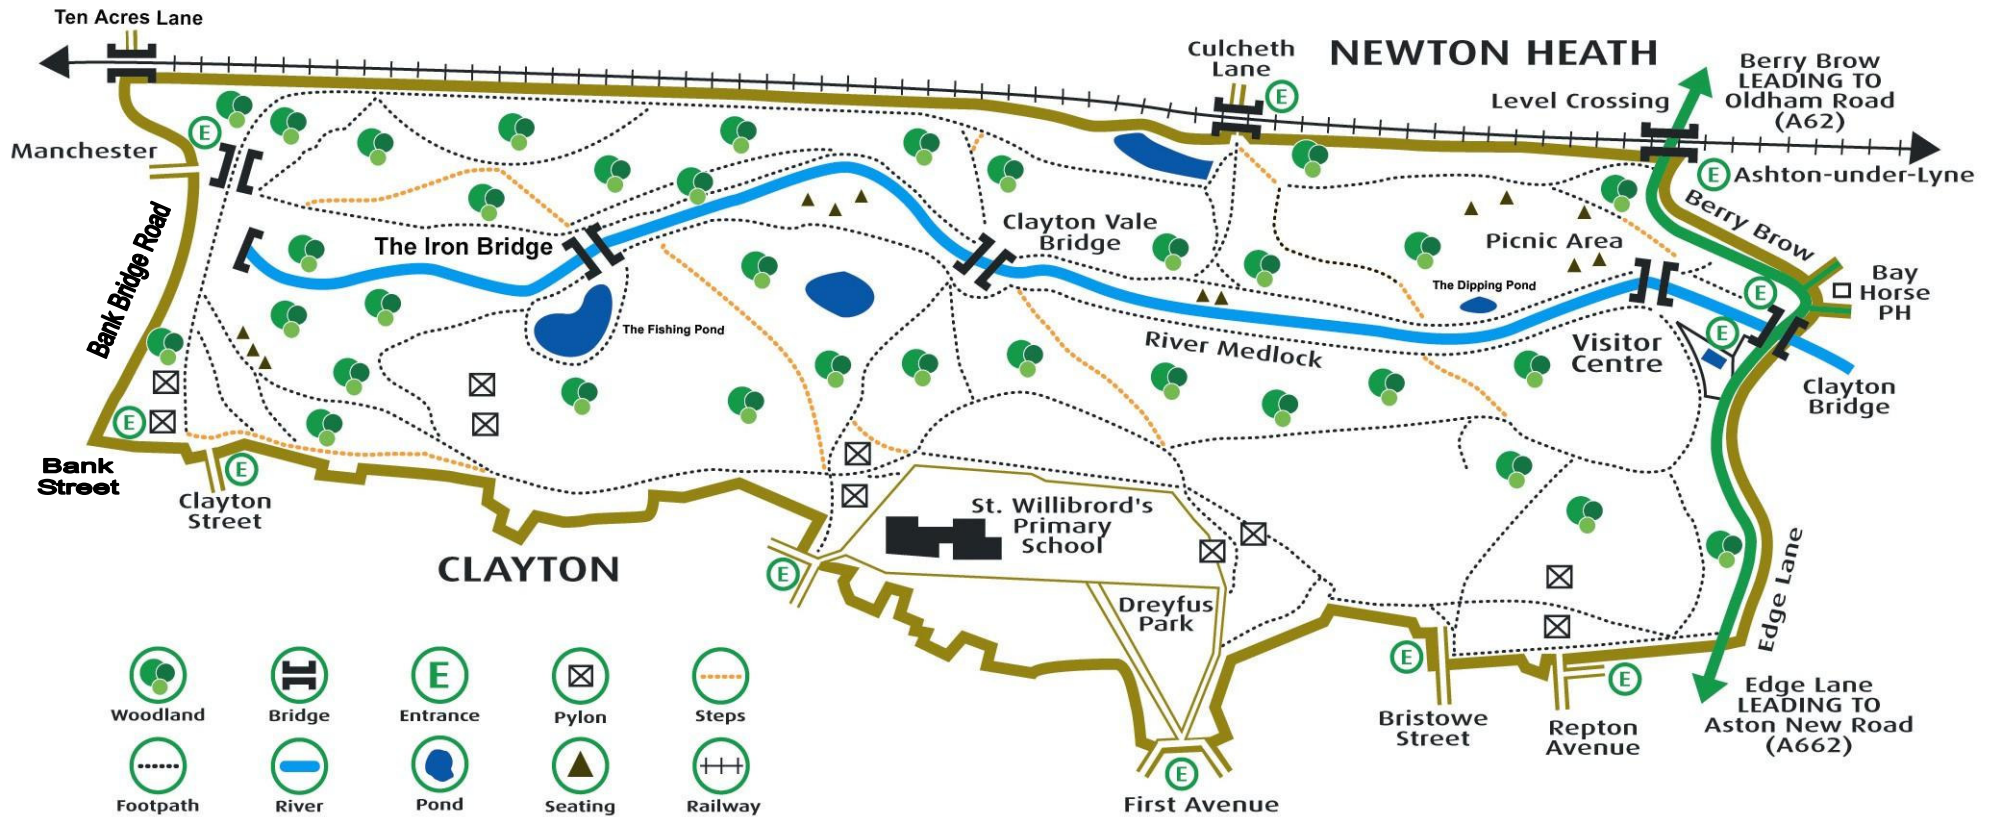 Ten Acres Lane
Culcheth
Lane
E
NEWTON HEATH
Berry Brow
LEADING TO
Oldham Road
(A62)
Level Crossing
E
Manchester
E
Ashton-under-Lyne
Berry Brow
Bank Bridge Road
The Iron Bridge
Clayton Vale
Bridge
Picnic Area
The Dipping Pond
E
Bay
Horse
PH
The Fishing Pond
River Medlock
Visitor
Centre
E
Clayton
Bridge
E
Bank
Street
E
Clayton
Street
CLAYTON
E
St. Willibrord's
Primary
School
Dreyfus
Park
Edge Lane
E
Bristowe
Street
E
Repton
Avenue
Edge Lane
LEADING TO
Aston New Road
(A662)
E
First Avenue
Woodland
Bridge
E
Entrance
Pylon
Steps
Footpath
River
Pond
Seating
Railway